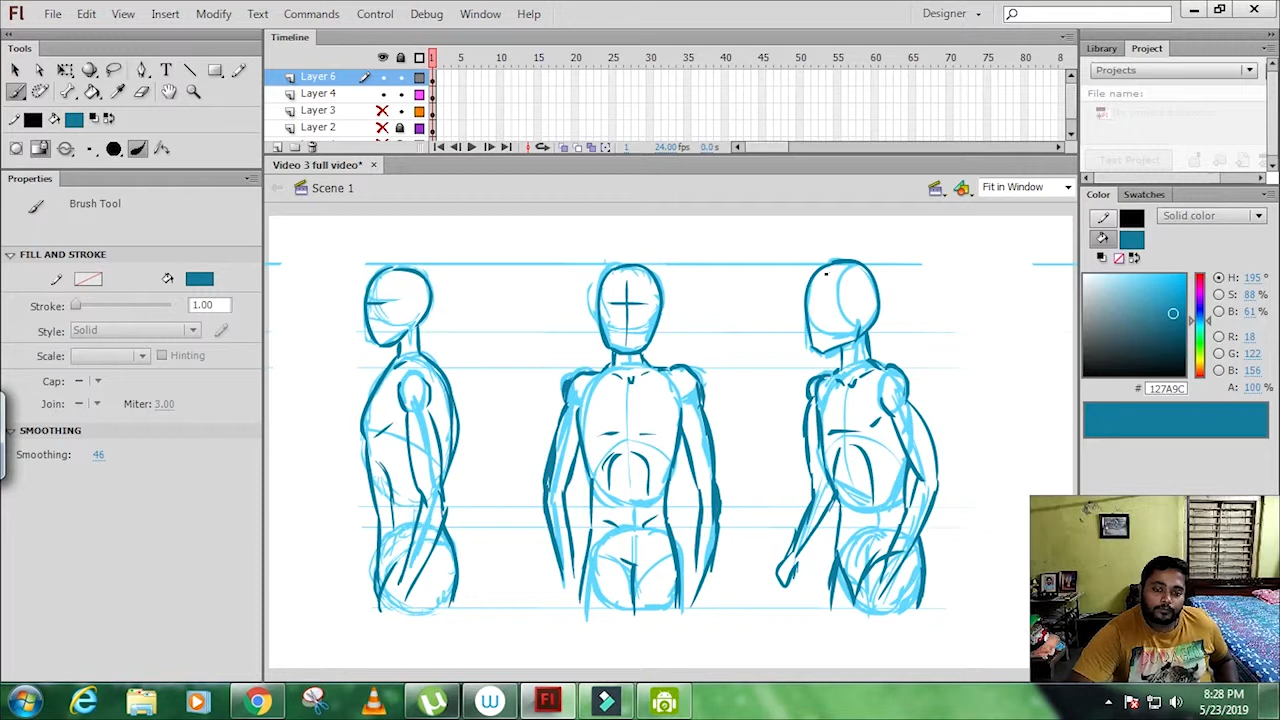 Fl File Edit View Insert Modify Text Commands Control Debug Window Help Designer
Tools
Timeline
Library Project
1 5 10 15 20 25 30 35 40 45 50 55 60 65 70 75 80 8
Layer 6
Projects
Layer 4
File name:
Layer 3
Layer 2
1 24.00 fps 0.0 s
Test Project
Video 3 full video*
Properties
Scene 1
Fit in Window
Color Swatches
Brush Tool
Solid color
FILL AND STROKE
H: 195 °
S: 88 %
B: 61 %
Stroke: 1.00
Style: Solid
R: 18
Scale: Hinting
G: 122
B: 156
Cap:
# 127A9C A: 100 %
Join: Miter: 3.00
SMOOTHING
Smoothing: 46
8:28 PM
5/23/2019